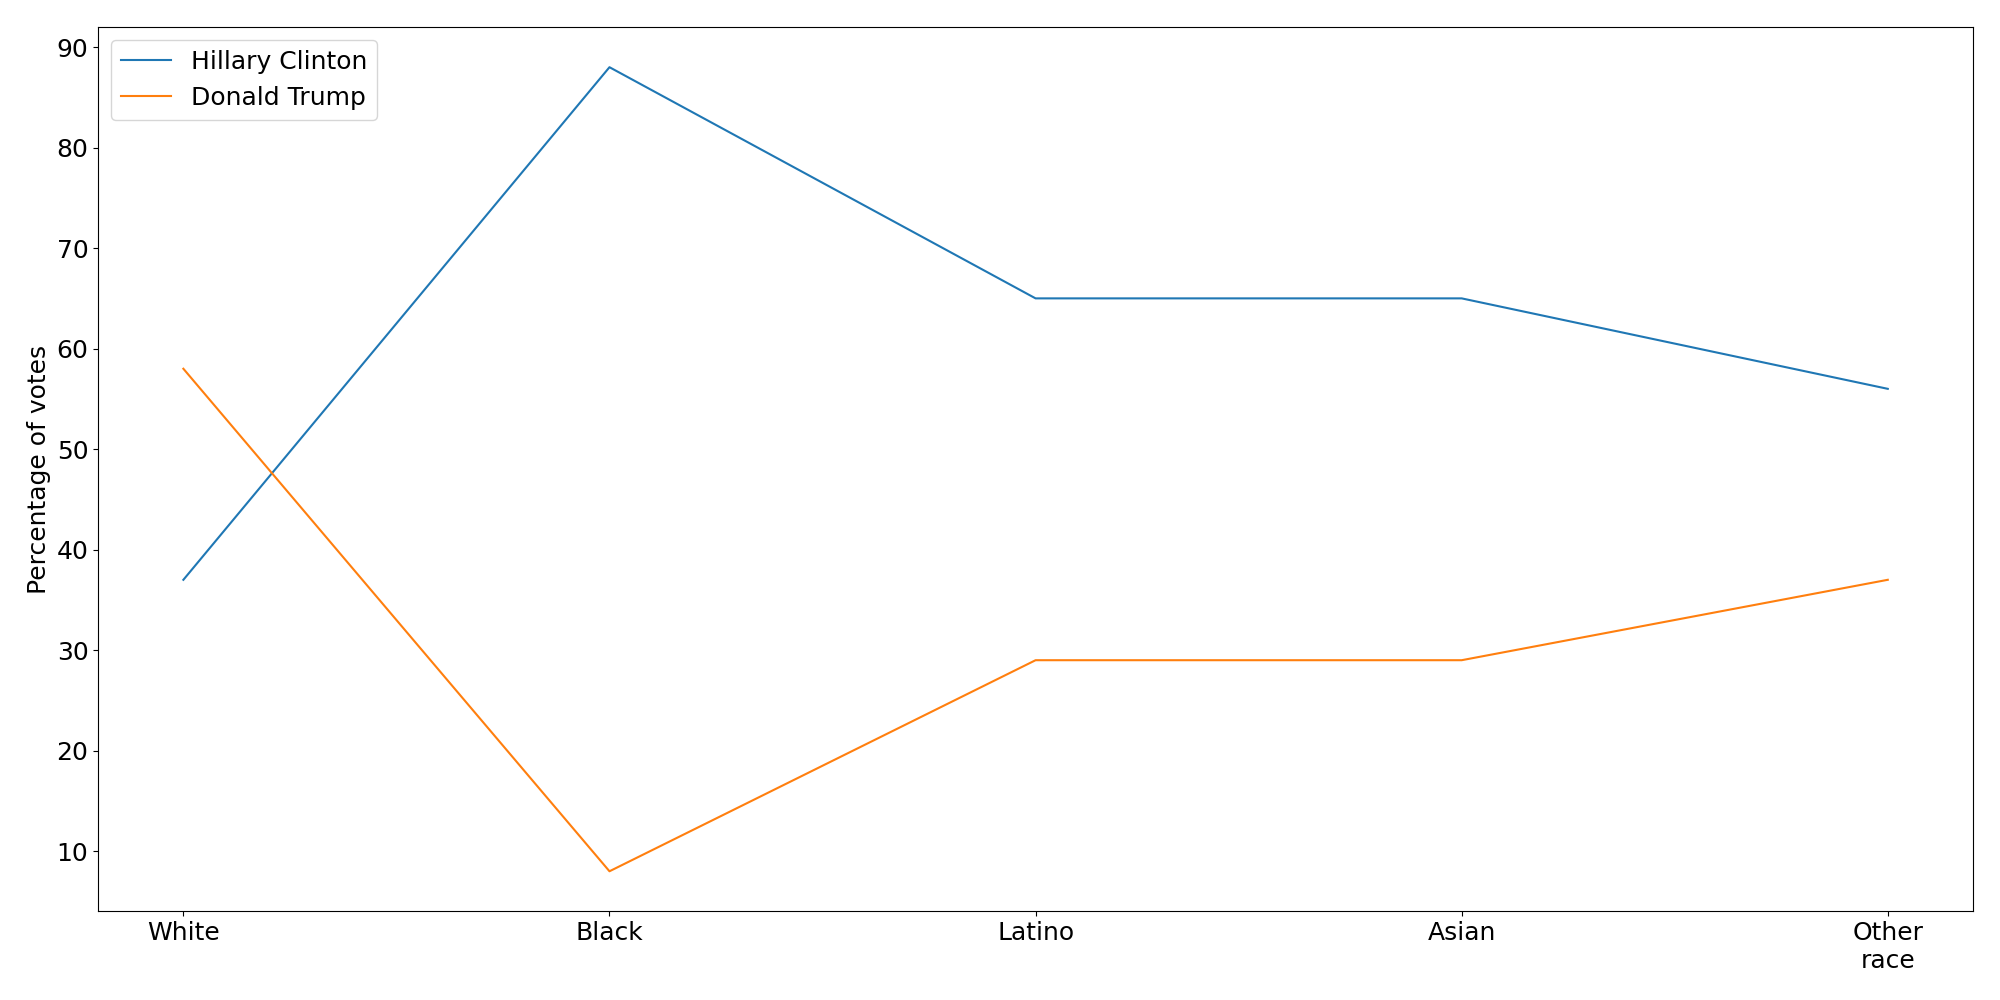 90
80
70
60
50
40
30
20
10
Percentage of votes
Hillary Clinton
Donald Trump
White
Black
Latino
Asian
Other
race